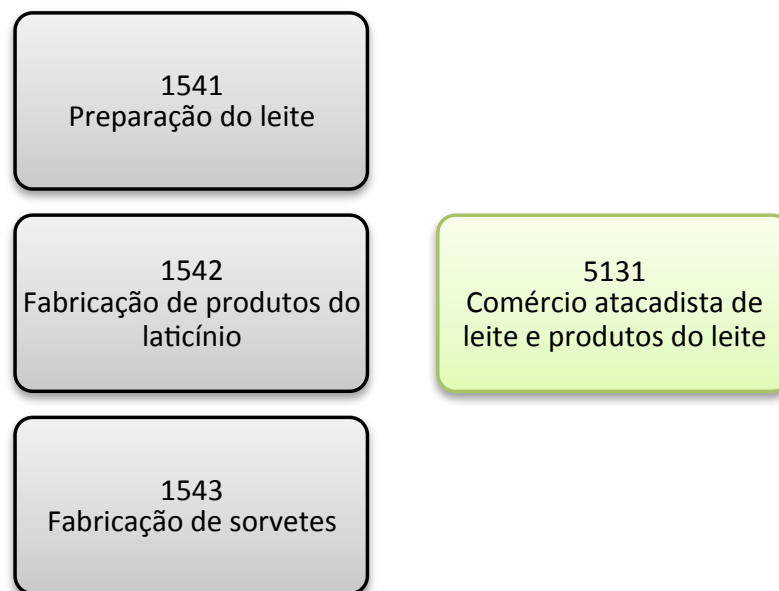 1541
Preparação do leite
1542
Fabricação de produtos do
laticínio
5131
Comércio atacadista de
leite e produtos do leite
1543
Fabricação de sorvetes